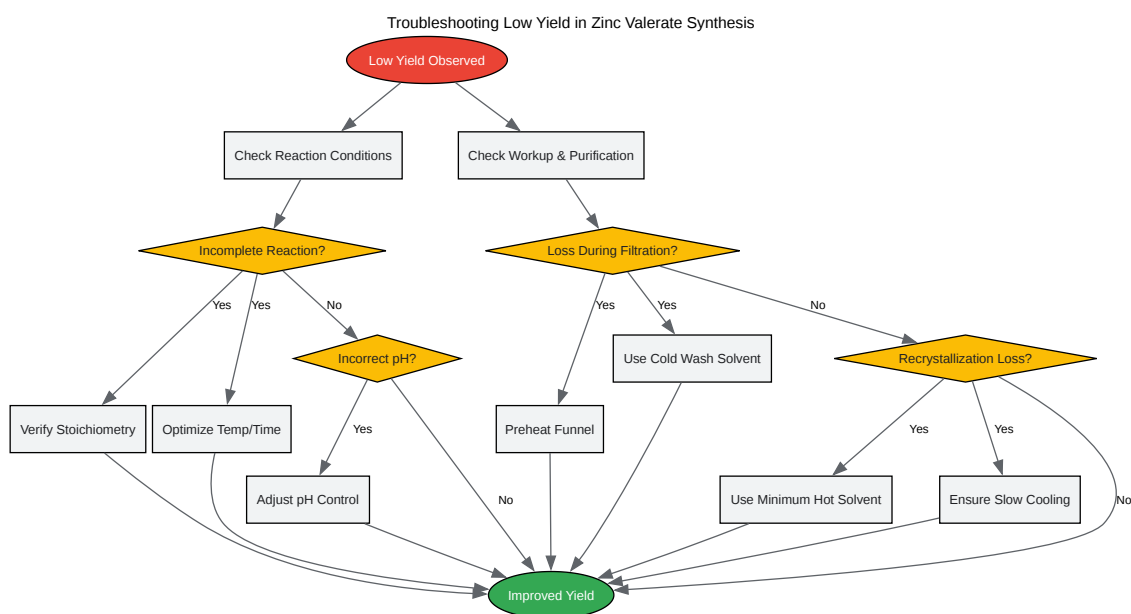 Troubleshooting Low Yield in Zinc Valerate Synthesis
Low Yield Observed
Check Reaction Conditions
Check Workup & Purification
Incomplete Reaction?
Loss During Filtration?
Yes
Yes
No
Yes
Yes
No
Incorrect pH?
Use Cold Wash Solvent
Recrystallization Loss?
Verify Stoichiometry
Optimize Temp/Time
Yes
Preheat Funnel
Yes
Yes
Adjust pH Control
No
Use Minimum Hot Solvent
Ensure Slow Cooling
No
Improved Yield